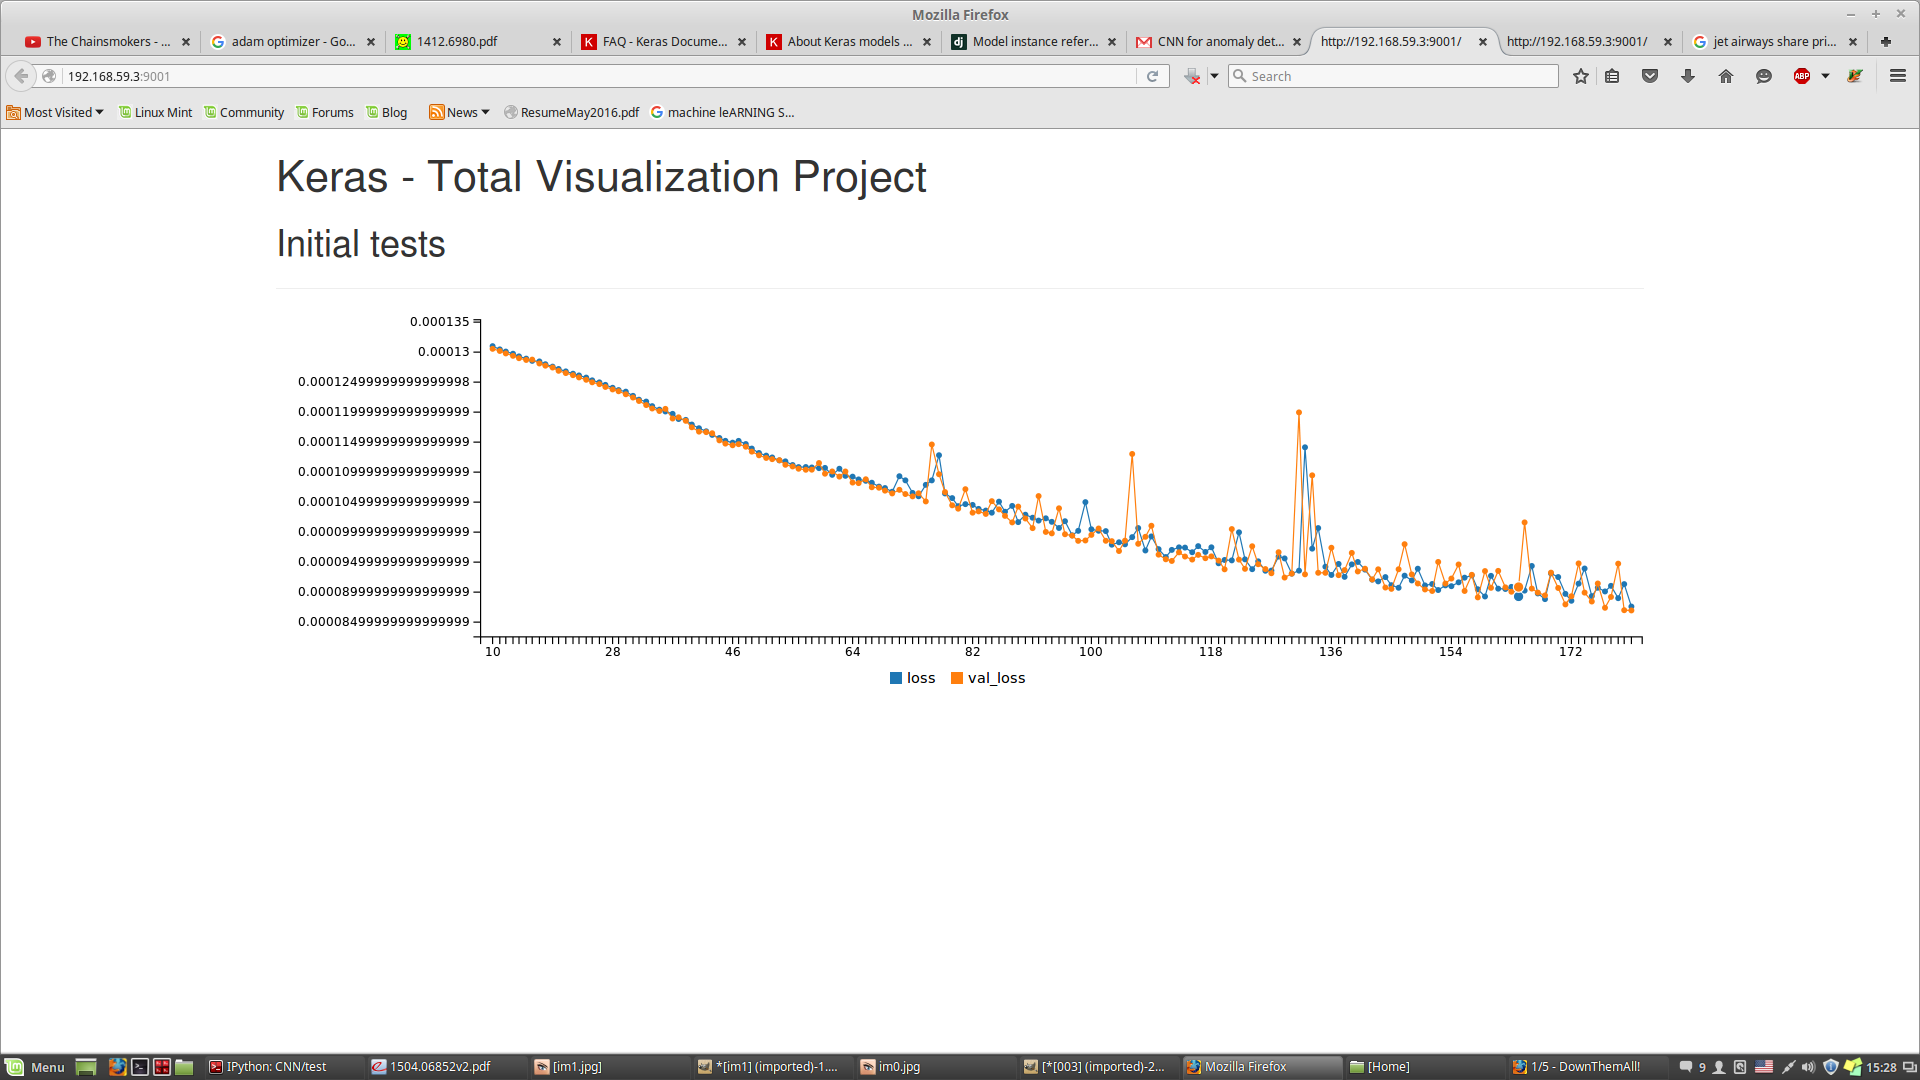 Mozilla Firefox
The Chainsmokers - ...
adam optimizer - Go...
1412.6980.pdf
FAQ - Keras Docume...
About Keras models ...
Model instance refer...
CNN for anomaly det...
http://192.168.59.3:9001/
http://192.168.59.3:9001/
jet airways share pri...
192.168.59.3:9001
Search
ABP
Most Visited
Linux Mint
Community
Forums
Blog
News
ResumeMay2016.pdf
machine leARNING S...
Keras - Total Visualization Project
Initial tests
0.000135
0.00013
0.00012499999999999998
0.00011999999999999999
0.00011499999999999999
0.00010999999999999999
0.00010499999999999999
0.00009999999999999999
0.00009499999999999999
0.00008999999999999999
0.00008499999999999999
10 28 46 64 82 100 118 136 154 172
loss val_loss
Menu
IPython: CNN/test
1504.06852v2.pdf
[im1.jpg]
*[im1] (imported)-1....
im0.jpg
[*[003] (imported)-2...
Mozilla Firefox
[Home]
1/5 - DownThemAll!
9
15:28